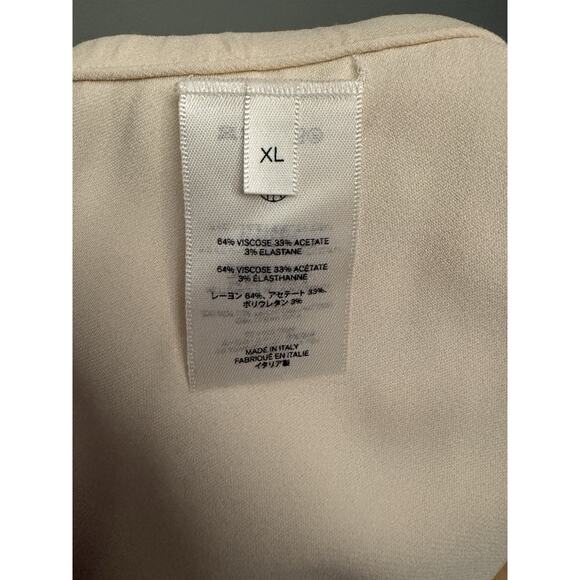 XL
64% VISCOSE 33% ACETATE
3% ELASTANE
64% VISCOSE 33% ACÉTATE
3% ÉLASTHANNE
レーヨン 64%、アセテート 33%、
ポリウレタン 3%
MADE IN ITALY
FABRIQUÉ EN ITALIE
イタリア製